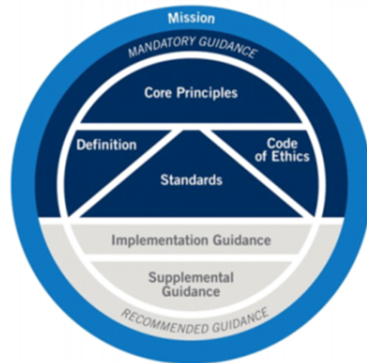 Mission
MANDATORY GUIDANCE
Core Principles
Definition
Code
of Ethics
Standards
Implementation Guidance
Supplemental
Guidance
RECOMMENDED GUIDANCE